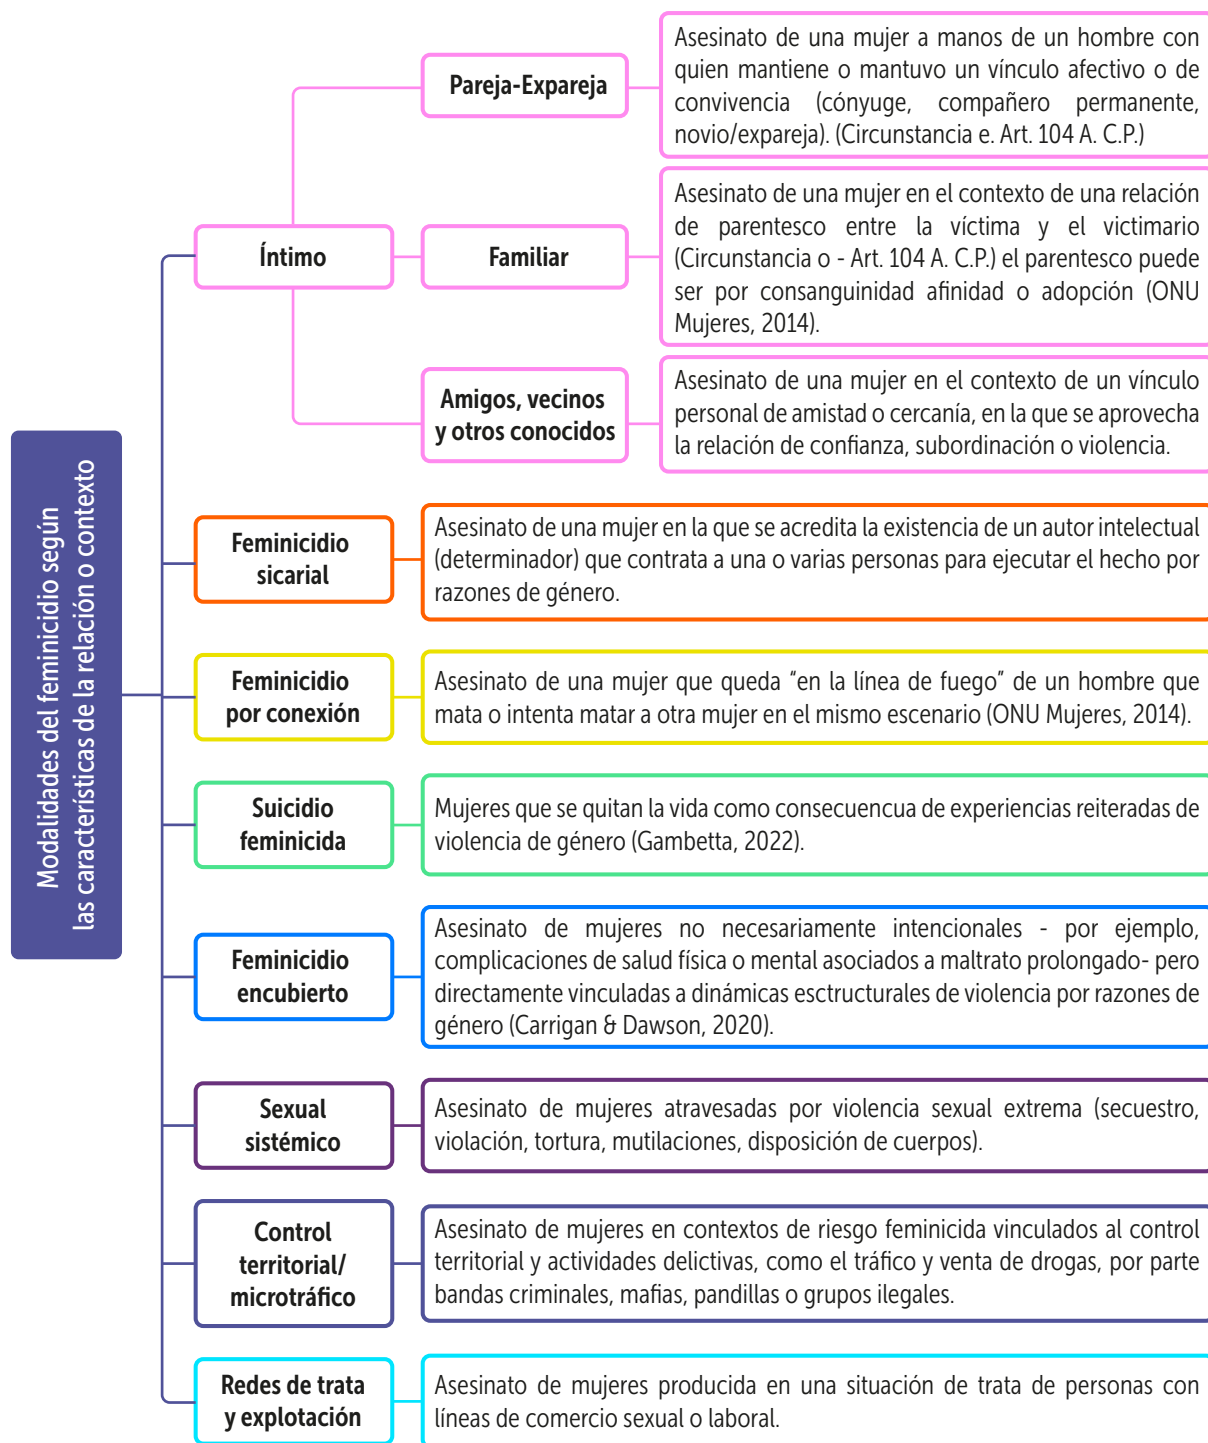 Modalidades del feminicidio según
las características de la relación o contexto
Íntimo
Pareja-Expareja
Asesinato de una mujer a manos de un hombre con
quien mantiene o mantuvo un vínculo afectivo o de
convivencia (cónyuge, compañero permanente,
novio/expareja). (Circunstancia e. Art. 104 A. C.P.)
Familiar
Asesinato de una mujer en el contexto de una relación
de parentesco entre la víctima y el victimario
(Circunstancia o - Art. 104 A. C.P.) el parentesco puede
ser por consanguinidad afinidad o adopción (ONU
Mujeres, 2014).
Amigos, vecinos
y otros conocidos
Asesinato de una mujer en el contexto de un vínculo
personal de amistad o cercanía, en la que se aprovecha
la relación de confianza, subordinación o violencia.
Feminicidio
sicarial
Asesinato de una mujer en la que se acredita la existencia de un autor intelectual
(determinador) que contrata a una o varias personas para ejecutar el hecho por
razones de género.
Feminicidio
por conexión
Asesinato de una mujer que queda "en la línea de fuego" de un hombre que
mata o intenta matar a otra mujer en el mismo escenario (ONU Mujeres, 2014).
Suicidio
feminicida
Mujeres que se quitan la vida como consecuencua de experiencias reiteradas de
violencia de género (Gambetta, 2022).
Feminicidio
encubierto
Asesinato de mujeres no necesariamente intencionales - por ejemplo,
complicaciones de salud física o mental asociados a maltrato prolongado- pero
directamente vinculadas a dinámicas esctructurales de violencia por razones de
género (Carrigan & Dawson, 2020).
Sexual
sistémico
Asesinato de mujeres atravesadas por violencia sexual extrema (secuestro,
violación, tortura, mutilaciones, disposición de cuerpos).
Control
territorial/
microtráfico
Asesinato de mujeres en contextos de riesgo feminicida vinculados al control
territorial y actividades delictivas, como el tráfico y venta de drogas, por parte
bandas criminales, mafias, pandillas o grupos ilegales.
Redes de trata
y explotación
Asesinato de mujeres producida en una situación de trata de personas con
líneas de comercio sexual o laboral.